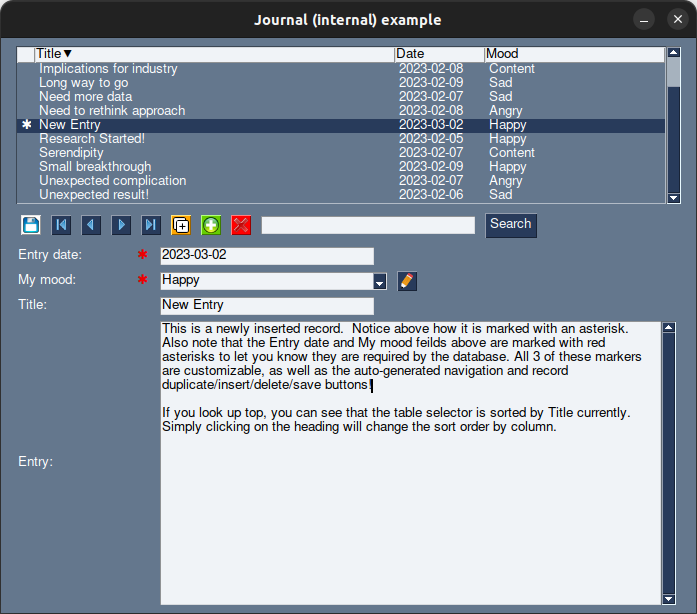 Journal (internal) example
Title▼ Date Mood
Implications for industry 2023-02-08 Content
Long way to go 2023-02-09 Sad
Need more data 2023-02-07 Sad
Need to rethink approach 2023-02-08 Angry
✱ New Entry 2023-03-02 Happy
Research Started! 2023-02-05 Happy
Serendipity 2023-02-07 Content
Small breakthrough 2023-02-09 Happy
Unexpected complication 2023-02-07 Angry
Unexpected result! 2023-02-06 Sad
Search
Entry date: ✱ 2023-03-02
My mood: ✱ Happy
Title: New Entry
This is a newly inserted record.  Notice above how it is marked with an asterisk.
Also note that the Entry date and My mood feilds above are marked with red
asterisks to let you know they are required by the database. All 3 of these markers
are customizable, as well as the auto-generated navigation and record
duplicate/insert/delete/save buttons!
If you look up top, you can see that the table selector is sorted by Title currently.
Simply clicking on the heading will change the sort order by column.
Entry: